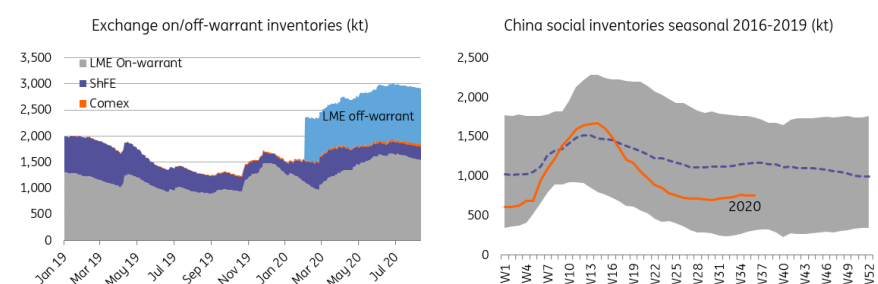 Exchange on/off-warrant inventories (kt)
3,500
3,000
2,500
2,000
1,500
1,000
500
0
LME On-warrant
ShFE
Comex
LME off-warrant
Jan 19
Mar 19
May 19
Jul 19
Sep 19
Nov 19
Jan 20
Mar 20
May 20
Jul 20
China social inventories seasonal 2016-2019 (kt)
2,500
2,000
1,500
1,000
500
0
2020
W1
W4
W7
W10
W13
W16
W19
W22
W25
W28
W31
W34
W37
W40
W43
W46
W49
W52